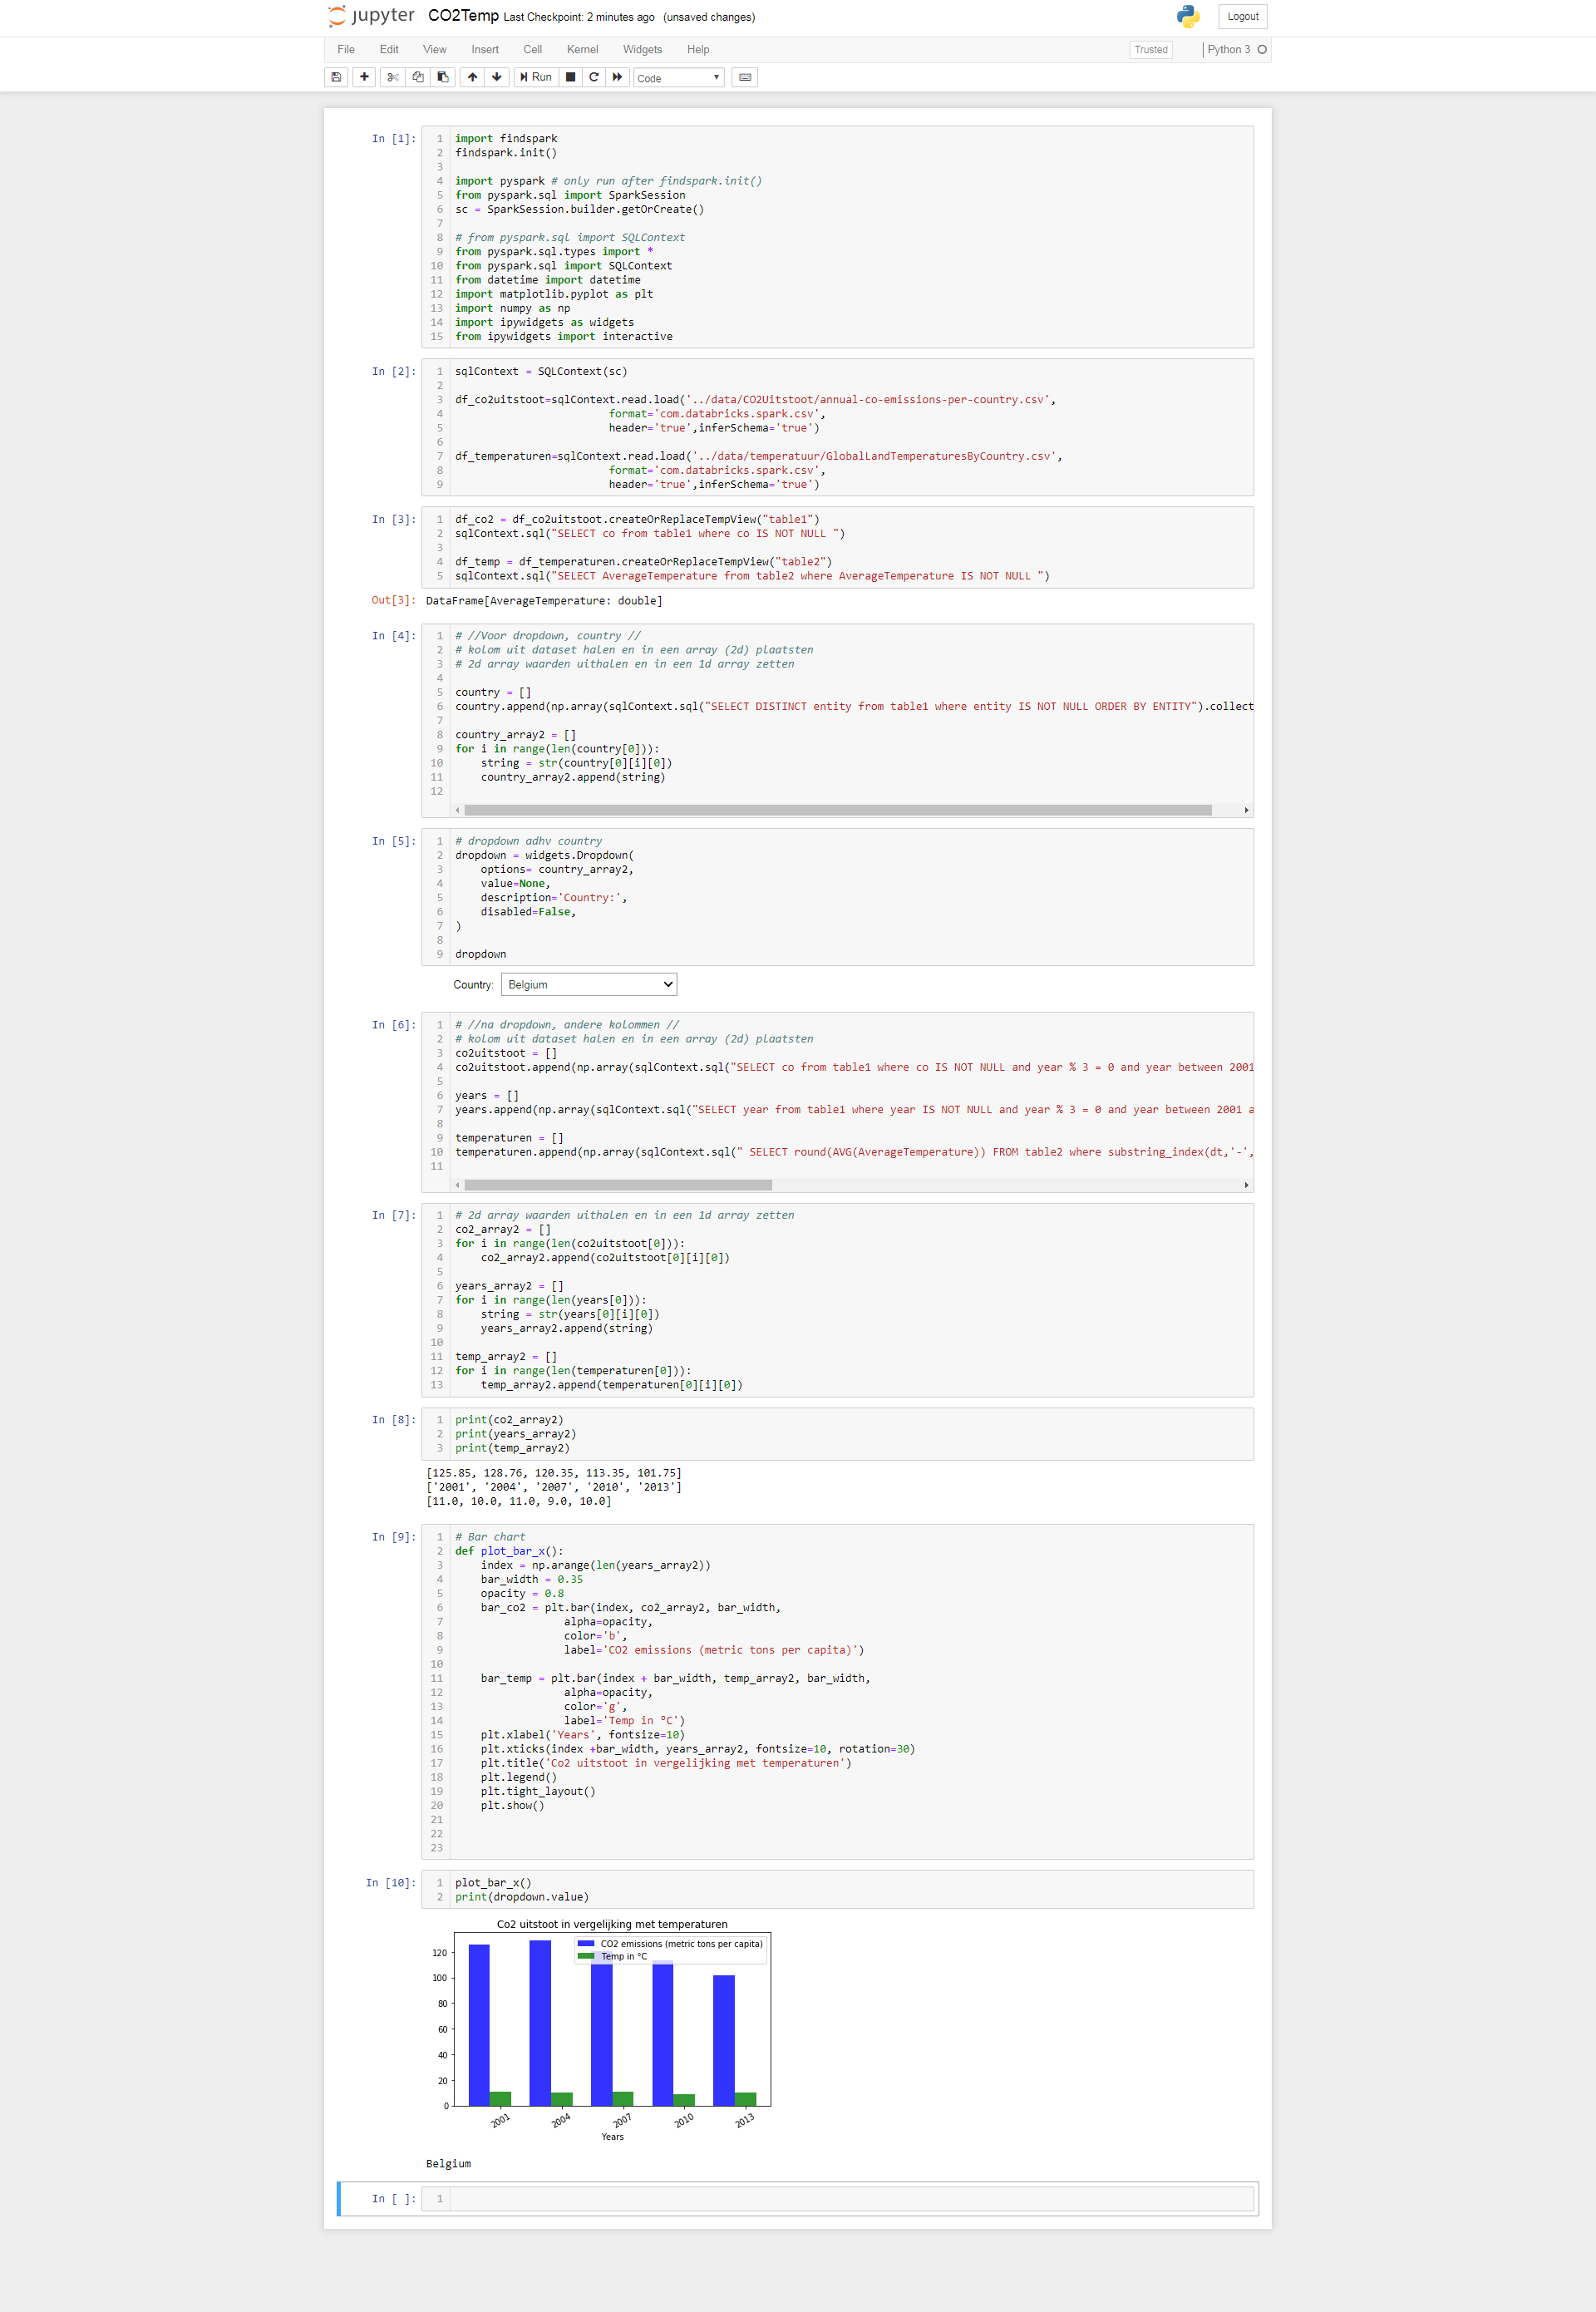 jupyter CO2Temp Last Checkpoint: 2 minutes ago (unsaved changes)
Logout
File Edit View Insert Cell Kernel Widgets Help
Trusted
Python 3
Run
Code
In [1]:
1 import findspark
2 findspark.init()
3
4 import pyspark # only run after findspark.init()
5 from pyspark.sql import SparkSession
6 sc = SparkSession.builder.getOrCreate()
7
8 # from pyspark.sql import SQLContext
9 from pyspark.sql.types import *
10 from pyspark.sql import SQLContext
11 from datetime import datetime
12 import matplotlib.pyplot as plt
13 import numpy as np
14 import ipywidgets as widgets
15 from ipywidgets import interactive
In [2]:
1 sqlContext = SQLContext(sc)
2
3 df_co2uitstoot=sqlContext.read.load('../data/CO2Uitstoot/annual-co-emissions-per-country.csv',
4 format='com.databricks.spark.csv',
5 header='true',inferSchema='true')
6
7 df_temperaturen=sqlContext.read.load('../data/temperatuur/GlobalLandTemperaturesByCountry.csv',
8 format='com.databricks.spark.csv',
9 header='true',inferSchema='true')
In [3]:
1 df_co2 = df_co2uitstoot.createOrReplaceTempView("table1")
2 sqlContext.sql("SELECT co from table1 where co IS NOT NULL ")
3
4 df_temp = df_temperaturen.createOrReplaceTempView("table2")
5 sqlContext.sql("SELECT AverageTemperature from table2 where AverageTemperature IS NOT NULL ")
Out[3]: DataFrame[AverageTemperature: double]
In [4]:
1 # //Voor dropdown, country //
2 # kolom uit dataset halen en in een array (2d) plaatsten
3 # 2d array waarden uithalen en in een 1d array zetten
4
5 country = []
6 country.append(np.array(sqlContext.sql("SELECT DISTINCT entity from table1 where entity IS NOT NULL ORDER BY ENTITY").collect
7
8 country_array2 = []
9 for i in range(len(country[0])):
10 string = str(country[0][i][0])
11 country_array2.append(string)
12
In [5]:
1 # dropdown adhv country
2 dropdown = widgets.Dropdown(
3 options= country_array2,
4 value=None,
5 description='Country:',
6 disabled=False,
7 )
8
9 dropdown
Country: Belgium
In [6]:
1 # //na dropdown, andere kolommen //
2 # kolom uit dataset halen en in een array (2d) plaatsten
3 co2uitstoot = []
4 co2uitstoot.append(np.array(sqlContext.sql("SELECT co from table1 where co IS NOT NULL and year % 3 = 0 and year between 2001
5
6 years = []
7 years.append(np.array(sqlContext.sql("SELECT year from table1 where year IS NOT NULL and year % 3 = 0 and year between 2001 a
8
9 temperaturen = []
10 temperaturen.append(np.array(sqlContext.sql(" SELECT round(AVG(AverageTemperature)) FROM table2 where substring_index(dt,'-',
11
In [7]:
1 # 2d array waarden uithalen en in een 1d array zetten
2 co2_array2 = []
3 for i in range(len(co2uitstoot[0])):
4 co2_array2.append(co2uitstoot[0][i][0])
5
6 years_array2 = []
7 for i in range(len(years[0])):
8 string = str(years[0][i][0])
9 years_array2.append(string)
10
11 temp_array2 = []
12 for i in range(len(temperaturen[0])):
13 temp_array2.append(temperaturen[0][i][0])
In [8]:
1 print(co2_array2)
2 print(years_array2)
3 print(temp_array2)
[125.85, 128.76, 120.35, 113.35, 101.75]
['2001', '2004', '2007', '2010', '2013']
[11.0, 10.0, 11.0, 9.0, 10.0]
In [9]:
1 # Bar chart
2 def plot_bar_x():
3 index = np.arange(len(years_array2))
4 bar_width = 0.35
5 opacity = 0.8
6 bar_co2 = plt.bar(index, co2_array2, bar_width,
7 alpha=opacity,
8 color='b',
9 label='CO2 emissions (metric tons per capita)')
10
11 bar_temp = plt.bar(index + bar_width, temp_array2, bar_width,
12 alpha=opacity,
13 color='g',
14 label='Temp in °C')
15 plt.xlabel('Years', fontsize=10)
16 plt.xticks(index +bar_width, years_array2, fontsize=10, rotation=30)
17 plt.title('Co2 uitstoot in vergelijking met temperaturen')
18 plt.legend()
19 plt.tight_layout()
20 plt.show()
21
22
23
In [10]:
1 plot_bar_x()
2 print(dropdown.value)
Co2 uitstoot in vergelijking met temperaturen
CO2 emissions (metric tons per capita)
Temp in °C
120
100
80
60
40
20
0
2001 2004 2007 2010 2013
Years
Belgium
In [ ]:
1